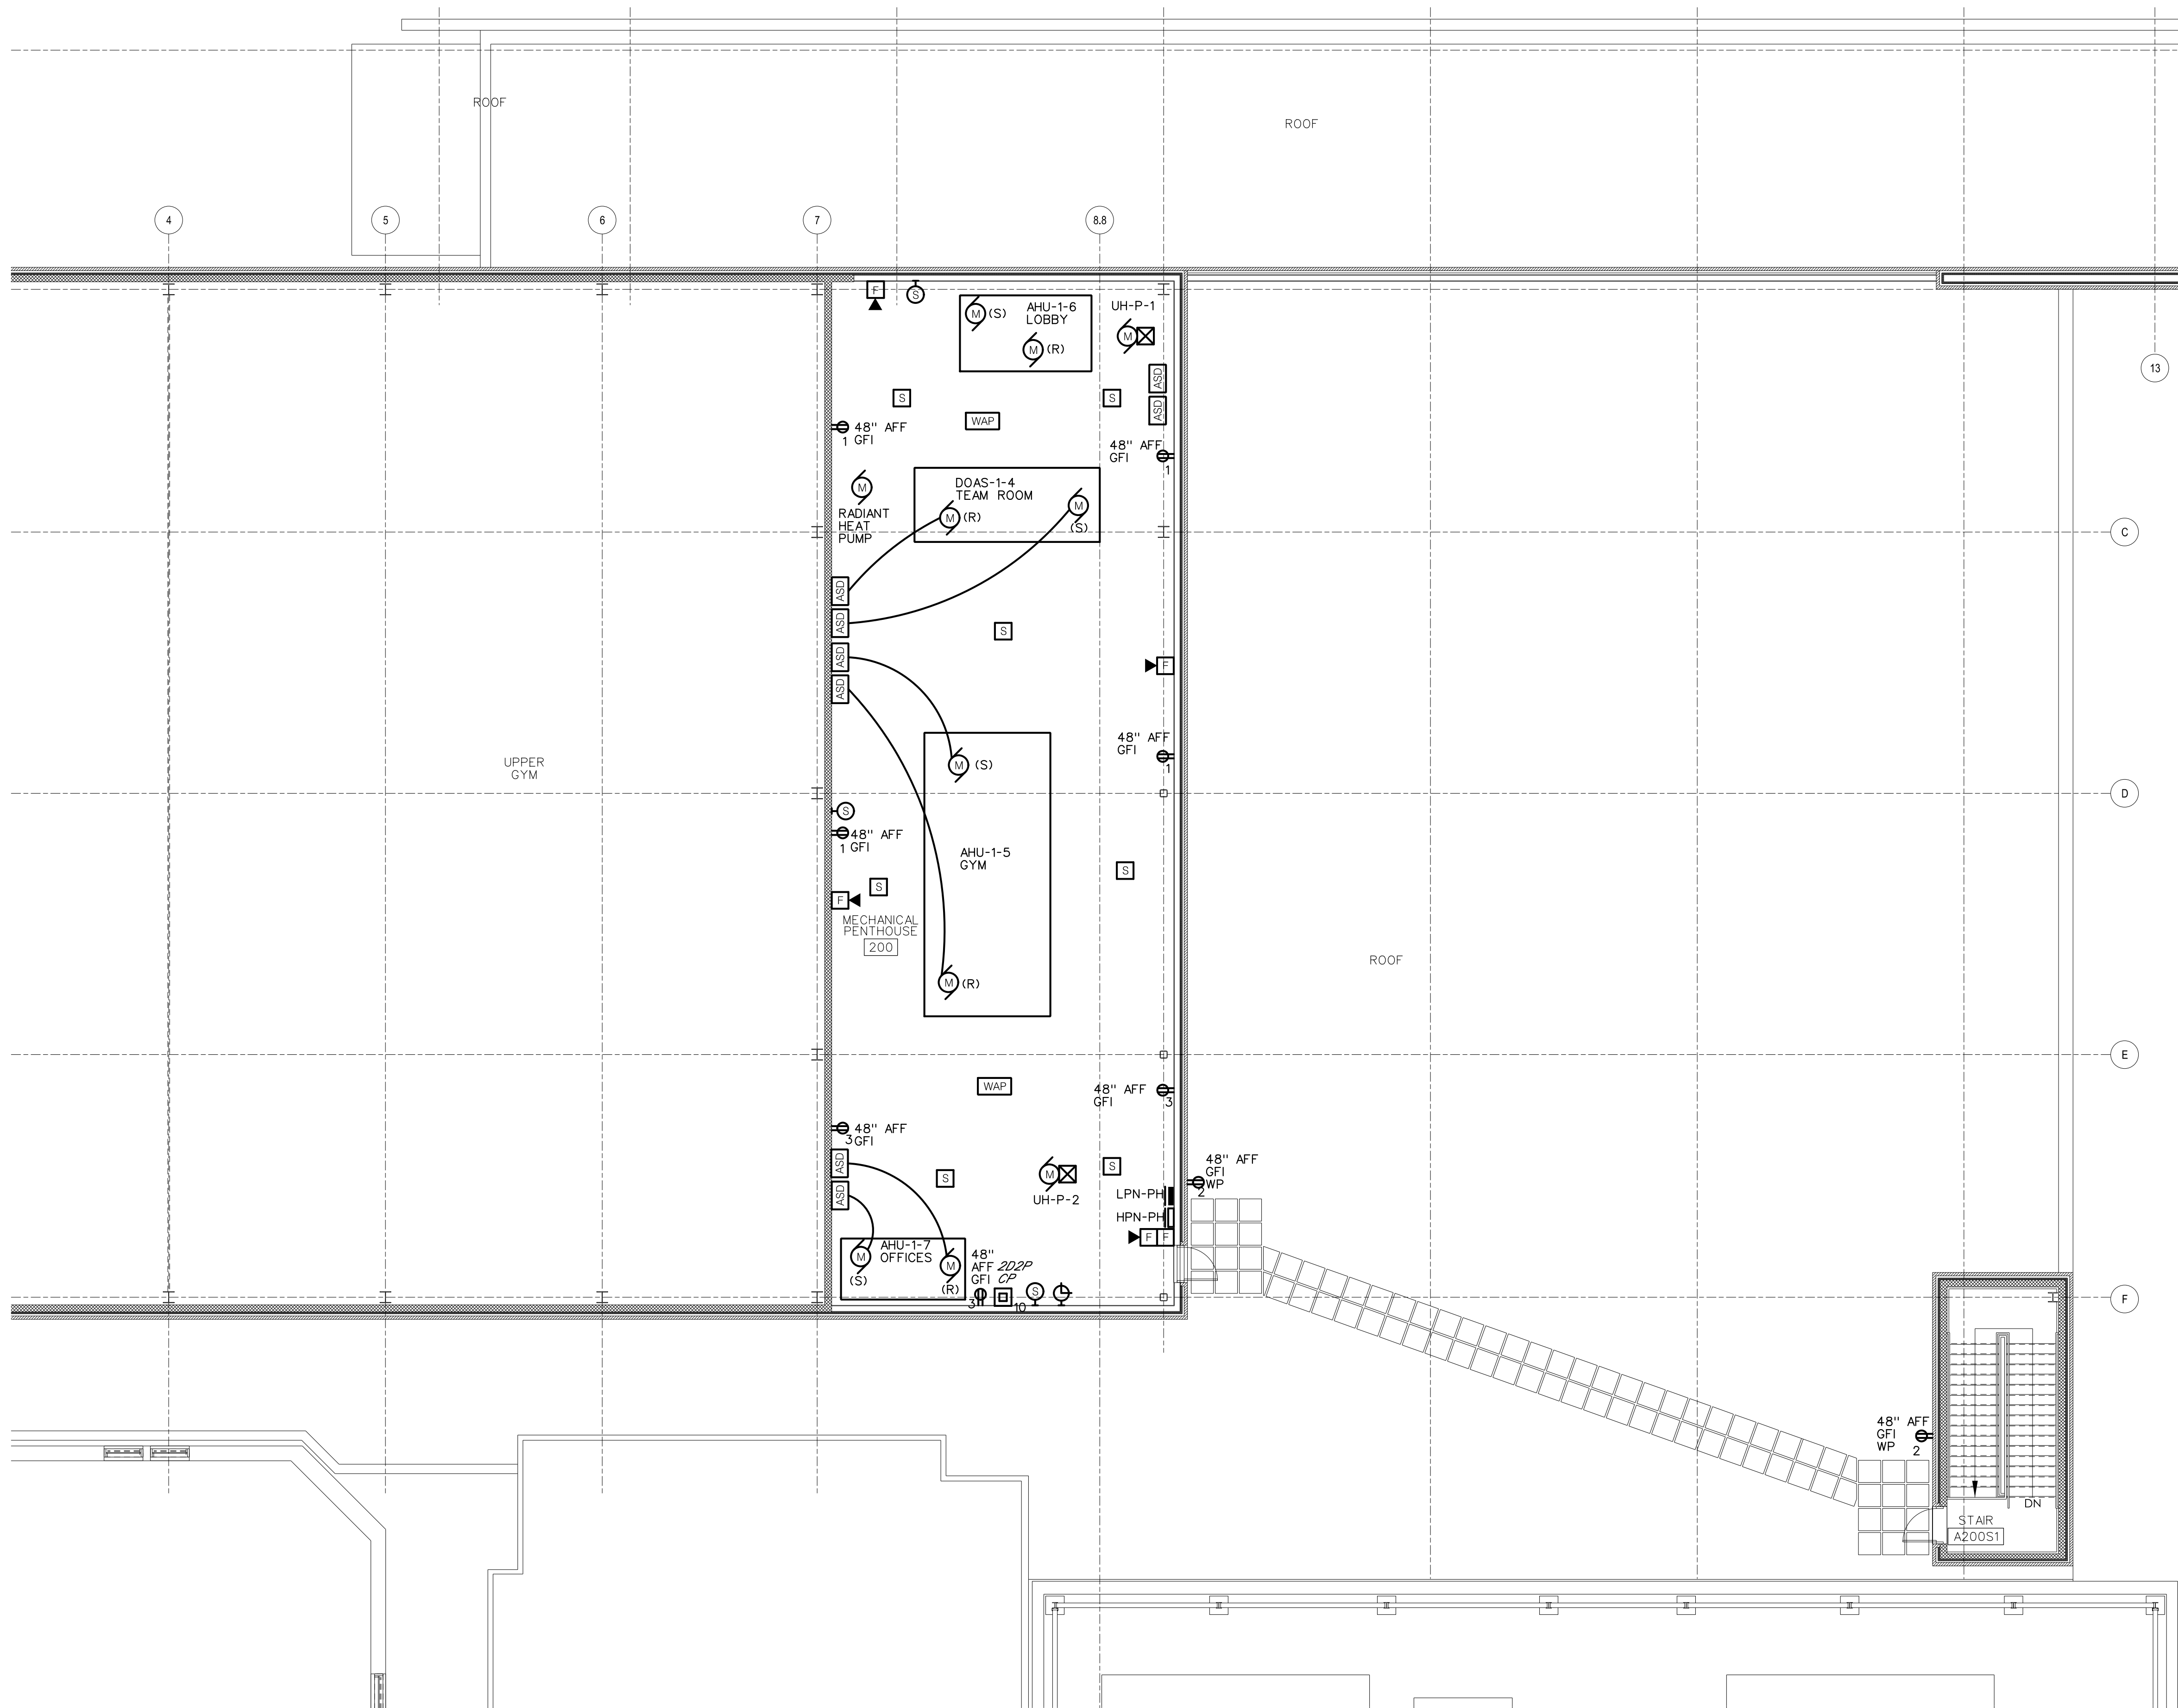 ROOF
ROOF
4
5
6
7
8.8
13
F
S
M
(S)
AHU-1-6
LOBBY
M
(R)
UH-P-1
M
ASD
ASD
S
S
WAP
48" AFF
GFI
1
48" AFF
GFI
1
M
RADIANT
HEAT
PUMP
DOAS-1-4
TEAM ROOM
M
(R)
M
(S)
C
ASD
ASD
ASD
ASD
S
F
48" AFF
GFI
1
M
(S)
UPPER
GYM
D
S
48" AFF
GFI
1
AHU-1-5
GYM
S
S
F
MECHANICAL
PENTHOUSE
200
ROOF
M
(R)
E
WAP
48" AFF
GFI
3
48" AFF
GFI
3
ASD
ASD
S
M
UH-P-2
S
48" AFF
GFI
WP
2
LPN-PH
HPN-PH
F F
AHU-1-7
OFFICES
M
(S)
M
(R)
48"
AFF
GFI
3
2D2P
CP
10
S
F
48" AFF
GFI
WP
2
DN
STAIR
A200S1